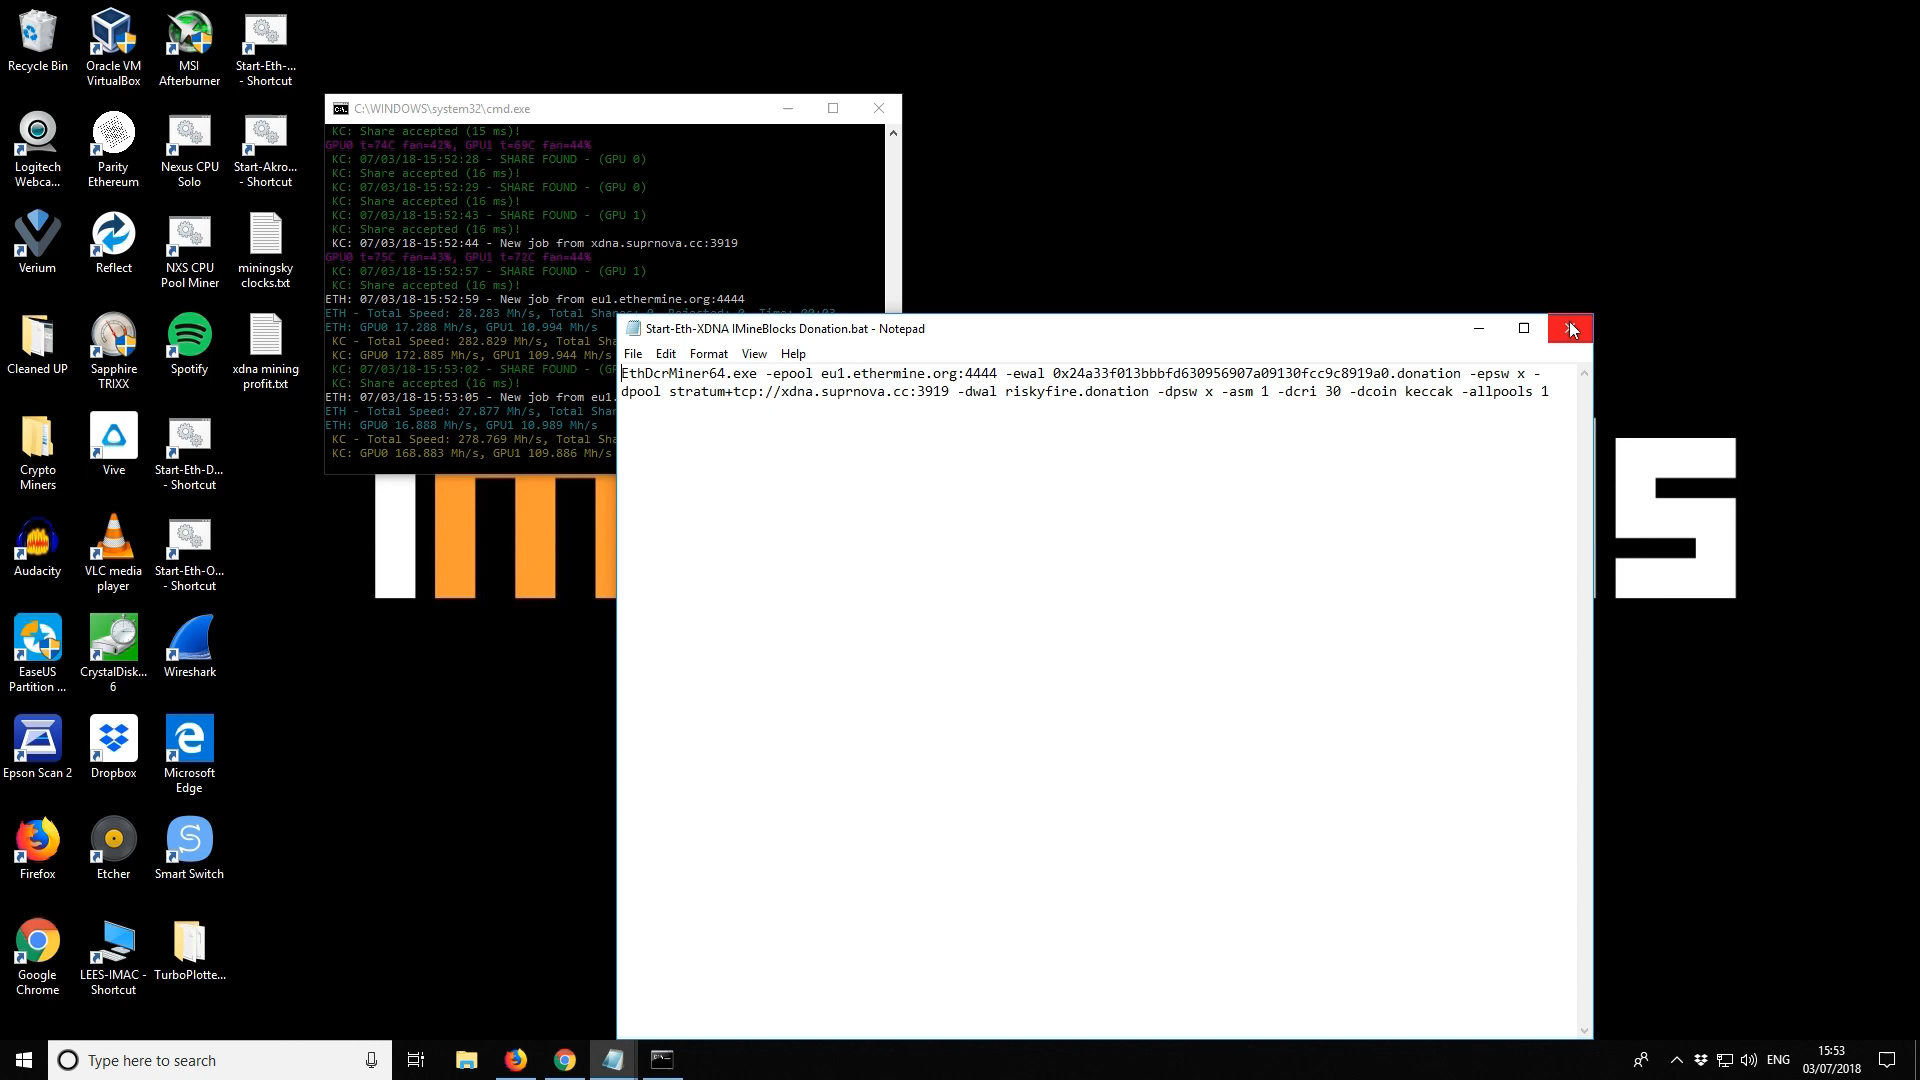 Recycle Bin
Oracle VM
VirtualBox
MSI
Afterburner
Start-Eth-...
- Shortcut
Logitech
Webca...
Parity
Ethereum
Nexus CPU
Solo
Start-Akro...
- Shortcut
Verium
Reflect
NXS CPU
Pool Miner
miningsky
clocks.txt
Cleaned UP
Sapphire
TRIXX
Spotify
xdna mining
profit.txt
Crypto
Miners
Vive
Start-Eth-D...
- Shortcut
Audacity
VLC media
player
Start-Eth-O...
- Shortcut
EaseUS
Partition ...
CrystalDisk...
6
Wireshark
Epson Scan 2
Dropbox
Microsoft
Edge
Firefox
Etcher
Smart Switch
Google
Chrome
LEES-IMAC -
Shortcut
TurboPlotte...
C:\WINDOWS\system32\cmd.exe
KC: Share accepted (15 ms)!
GPU0 t=74C fan=42%, GPU1 t=69C fan=44%
KC: 07/03/18-15:52:28 - SHARE FOUND - (GPU 0)
KC: Share accepted (16 ms)!
KC: 07/03/18-15:52:29 - SHARE FOUND - (GPU 0)
KC: Share accepted (16 ms)!
KC: 07/03/18-15:52:43 - SHARE FOUND - (GPU 1)
KC: Share accepted (16 ms)!
KC: 07/03/18-15:52:44 - New job from xdna.suprnova.cc:3919
GPU0 t=75C fan=43%, GPU1 t=72C fan=44%
KC: 07/03/18-15:52:57 - SHARE FOUND - (GPU 1)
KC: Share accepted (16 ms)!
ETH: 07/03/18-15:52:59 - New job from eu1.ethermine.org:4444
ETH - Total Speed: 28.283 Mh/s, Total Shares: 0, Rejected: 0, Time: 00:03
ETH: GPU0 17.288 Mh/s, GPU1 10.994 Mh/s
KC - Total Speed: 282.829 Mh/s, Total Sha
KC: GPU0 172.885 Mh/s, GPU1 109.944 Mh/s
KC: 07/03/18-15:53:02 - SHARE FOUND - (GP
KC: Share accepted (16 ms)!
ETH: 07/03/18-15:53:05 - New job from eu1.
ETH - Total Speed: 27.877 Mh/s, Total Sha
ETH: GPU0 16.888 Mh/s, GPU1 10.989 Mh/s
KC - Total Speed: 278.769 Mh/s, Total Sha
KC: GPU0 168.883 Mh/s, GPU1 109.886 Mh/s
Start-Eth-XDNA IMineBlocks Donation.bat - Notepad
File Edit Format View Help
EthDcrMiner64.exe -epool eu1.ethermine.org:4444 -ewal 0x24a33f013bbbfd630956907a09130fcc9c8919a0.donation -epsw x -
dpool stratum+tcp://xdna.suprnova.cc:3919 -dwal riskyfire.donation -dpsw x -asm 1 -dcri 30 -dcoin keccak -allpools 1
S
Type here to search
ENG
15:53
03/07/2018